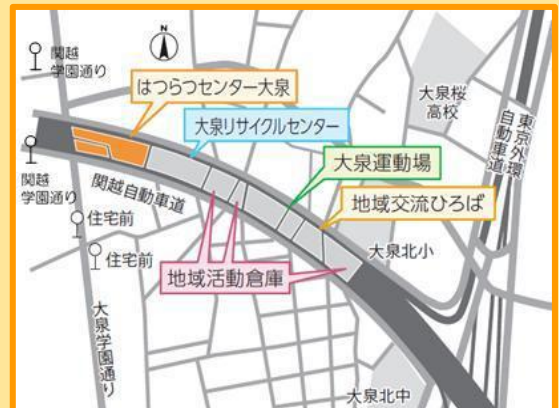 関越
学園通り
N
はつらつセンター大泉
大泉桜
高校
東京外環
自動車道
大泉リサイクルセンター
関越
学園通り
関越自動車道
大泉運動場
地域交流ひろば
住宅前
住宅前
地域活動倉庫
大泉北小
大泉学園通り
大泉北中